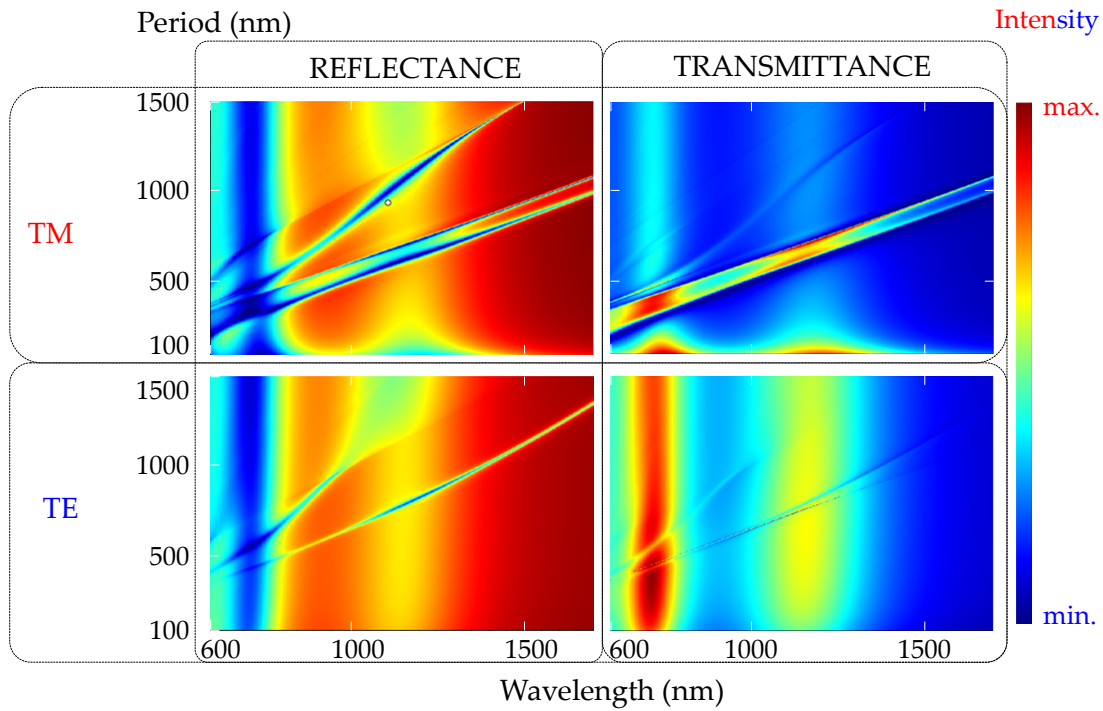 Period (nm)
Intensity
REFLECTANCE
TRANSMITTANCE
1500
max.
1000
TM
500
100
1500
1000
TE
500
100
min.
600
1000
1500
600
1000
1500
Wavelength (nm)